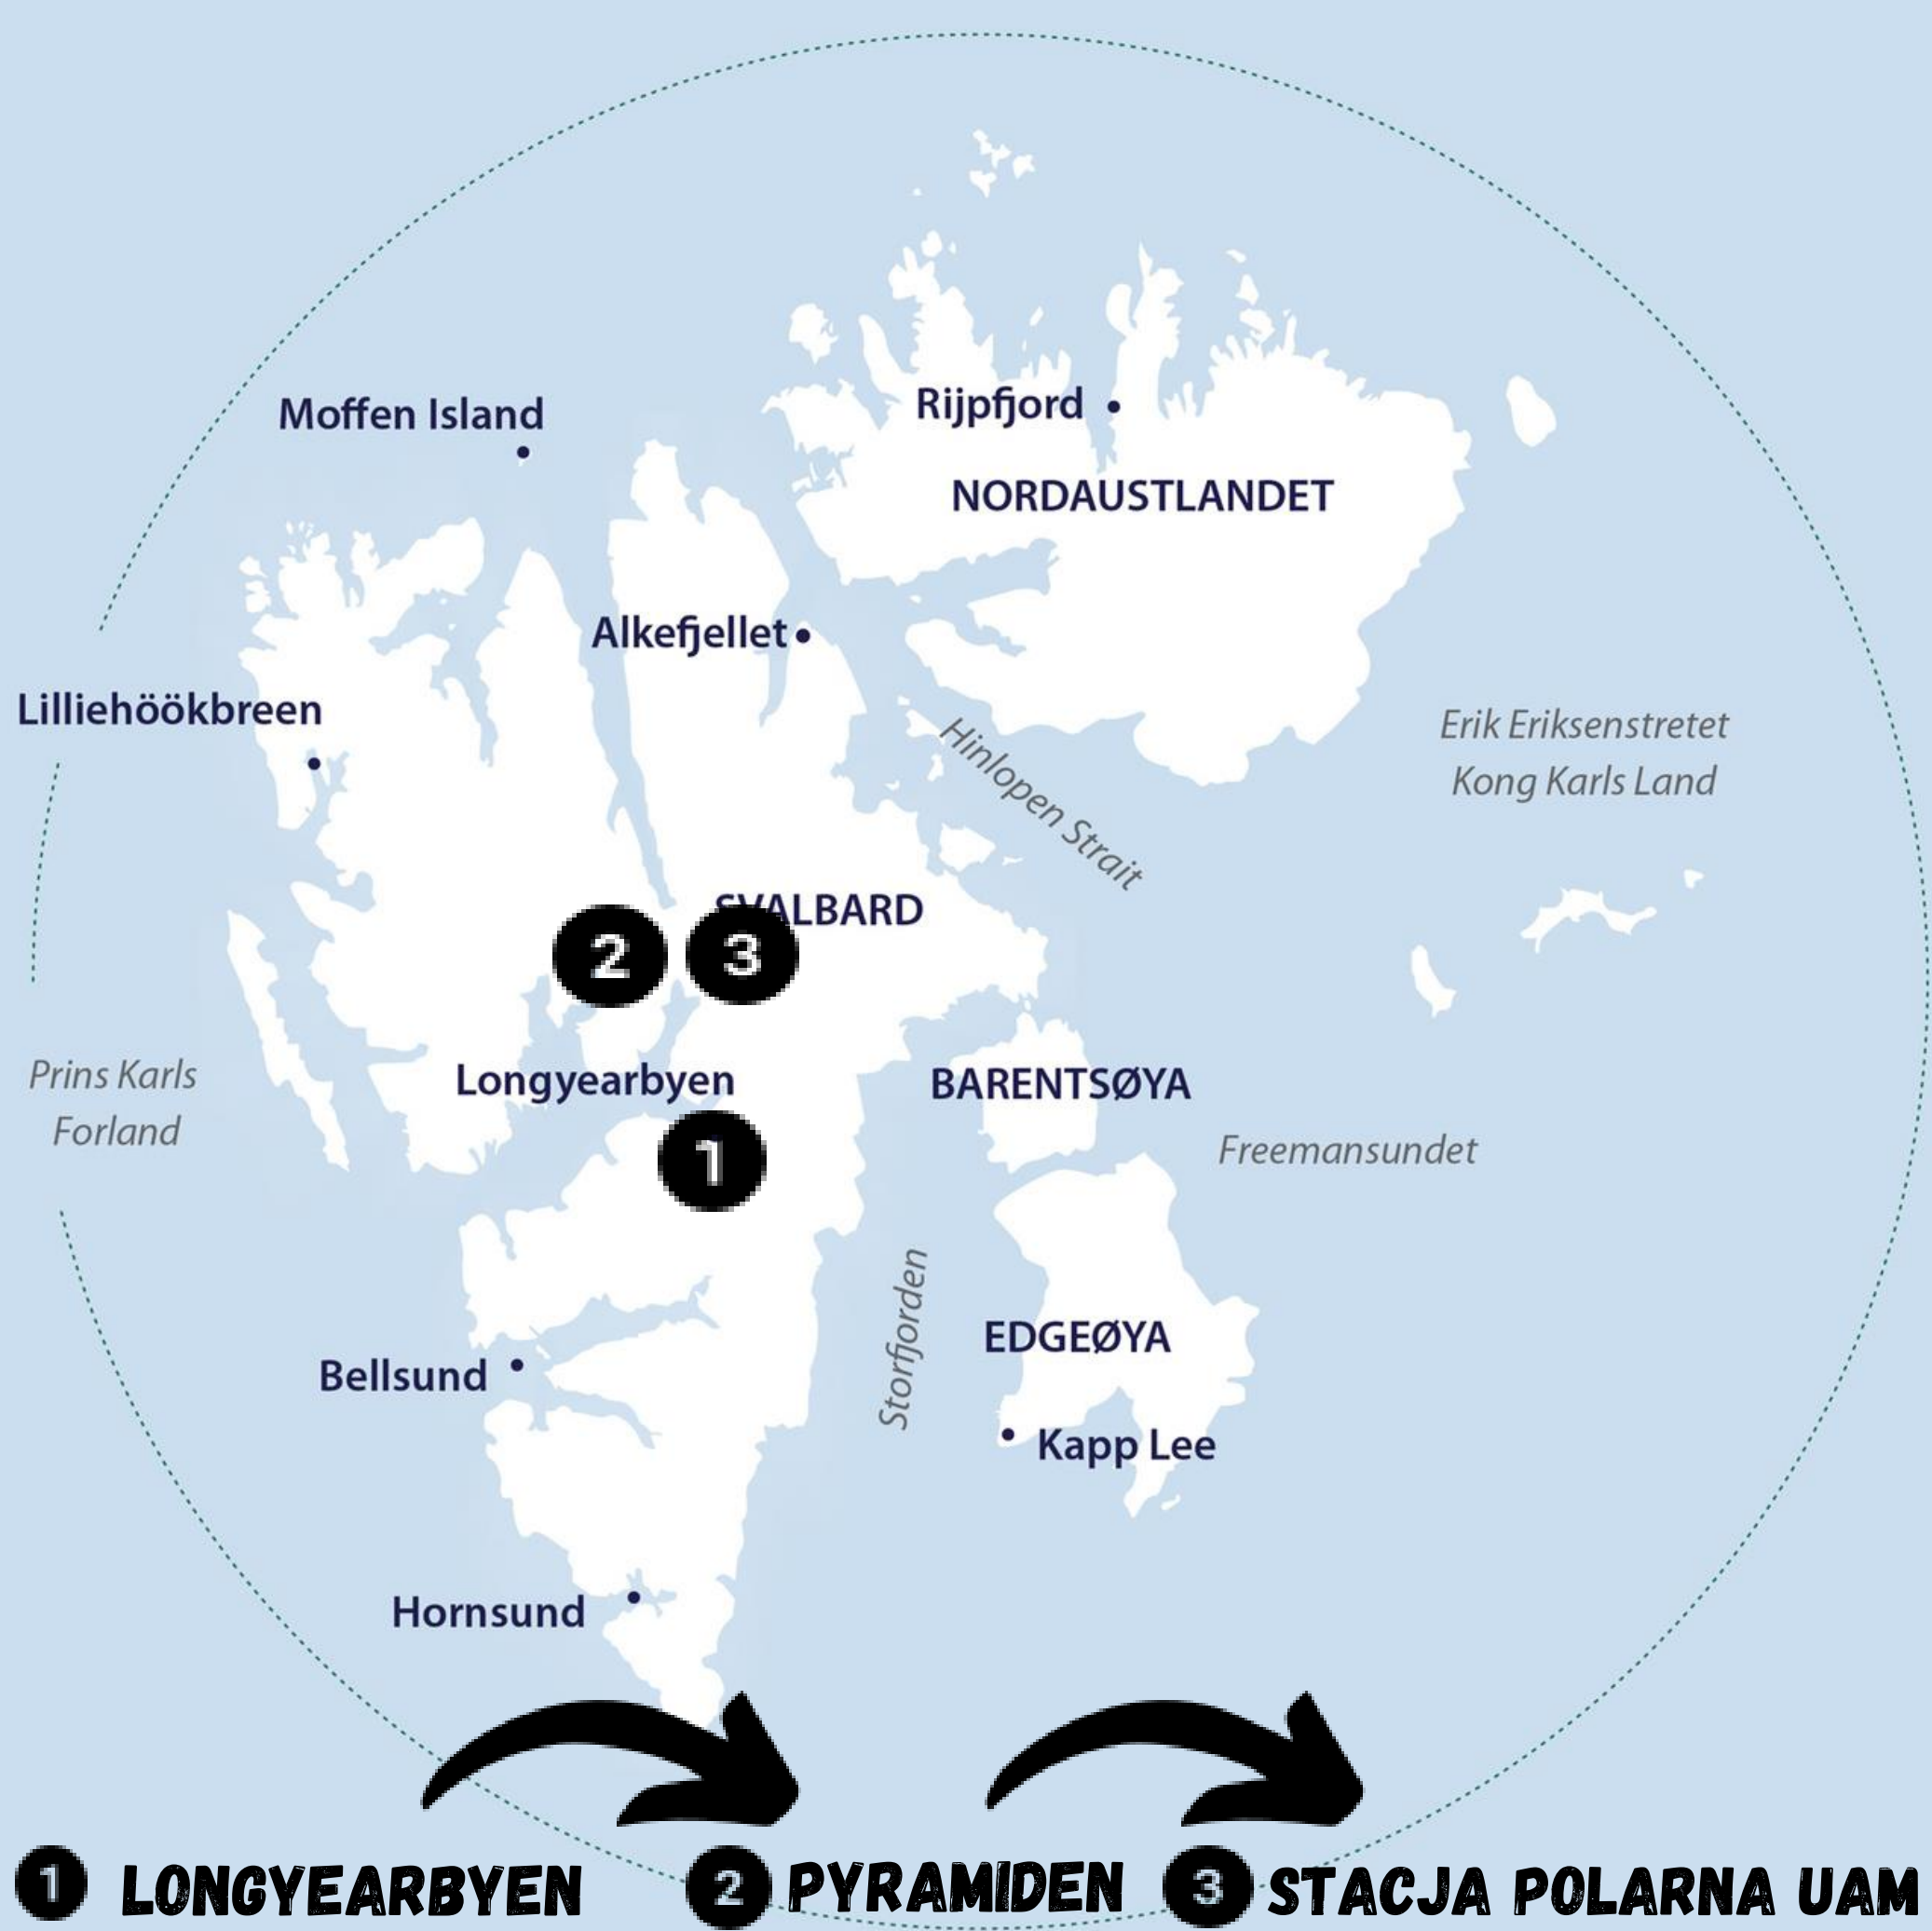 Moffen Island
Rijpfjord
NORDAUSTLANDET
Alkefjellet
Lilliehöökbreen
Erik Eriksenstretet
Kong Karls Land
Hinlopen Strait
SVALBARD
2
3
Prins Karls
Forland
Longyearbyen
BARENTSØYA
1
Freemansundet
Storfjorden
EDGEØYA
Bellsund
Kapp Lee
Hornsund
1 LONGYEARBYEN
2 PYRAMIDEN
3 STACJA POLARNA UAM